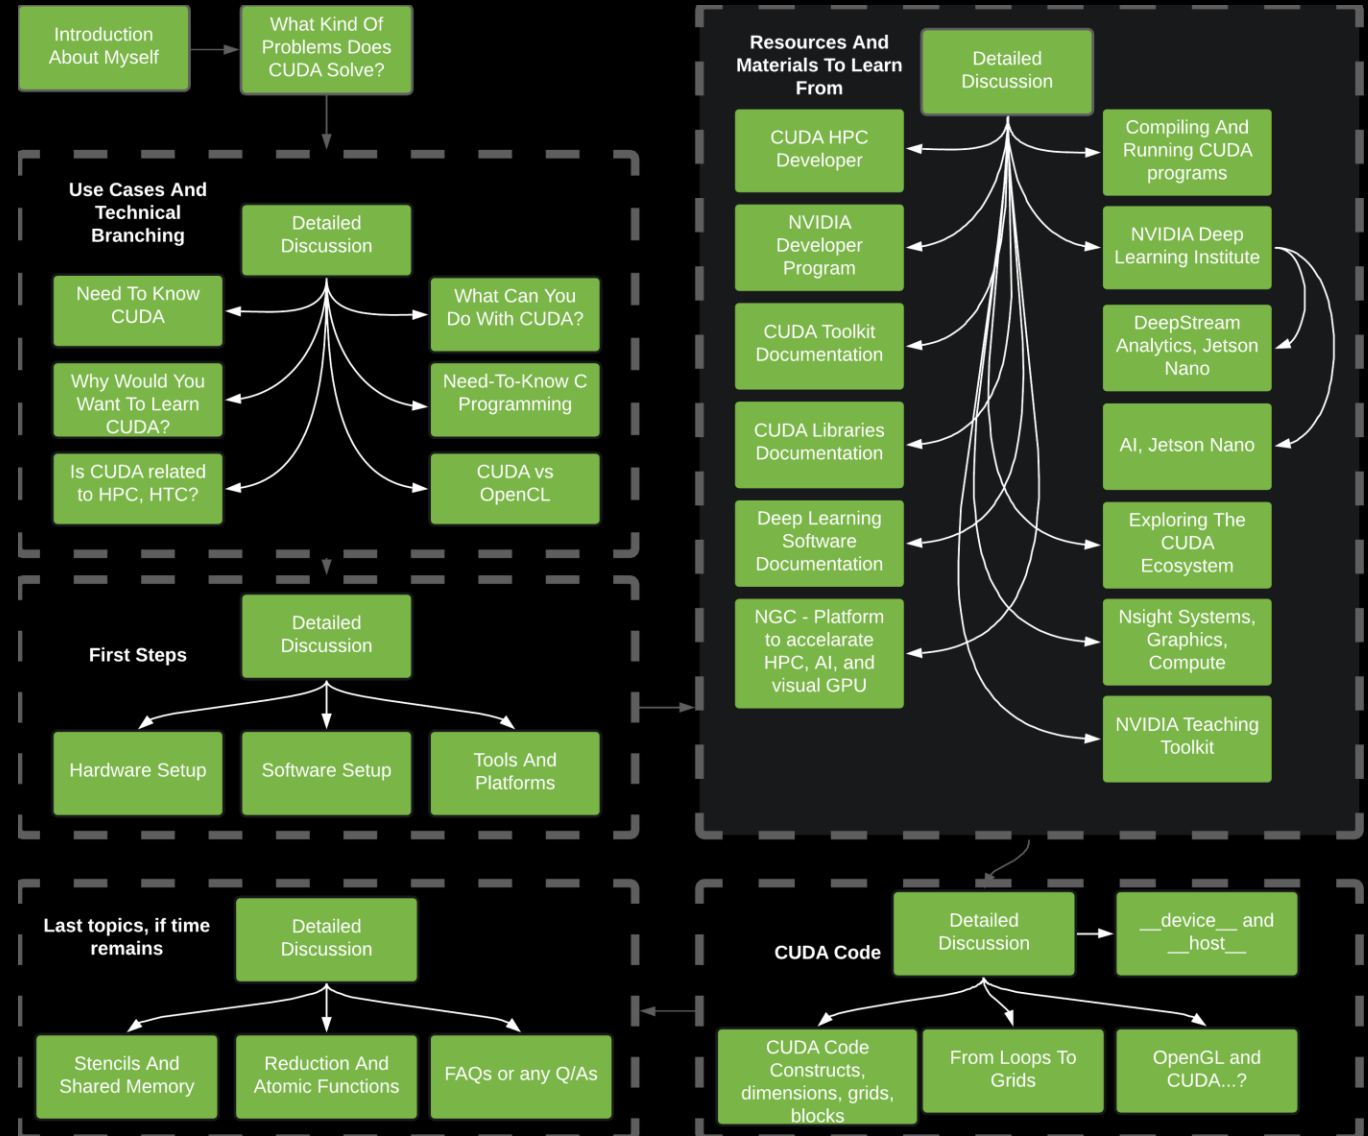 Introduction
About Myself
What Kind Of
Problems Does
CUDA Solve?
Use Cases And
Technical
Branching
Detailed
Discussion
Need To Know
CUDA
What Can You
Do With CUDA?
Why Would You
Want To Learn
CUDA?
Need-To-Know C
Programming
Is CUDA related
to HPC, HTC?
CUDA vs
OpenCL
First Steps
Detailed
Discussion
Hardware Setup
Software Setup
Tools And
Platforms
Resources And
Materials To Learn
From
Detailed
Discussion
CUDA HPC
Developer
NVIDIA
Developer
Program
CUDA Toolkit
Documentation
CUDA Libraries
Documentation
Deep Learning
Software
Documentation
NGC - Platform
to accelarate
HPC, AI, and
visual GPU
Compiling And
Running CUDA
programs
NVIDIA Deep
Learning Institute
DeepStream
Analytics, Jetson
Nano
AI, Jetson Nano
Exploring The
CUDA
Ecosystem
Nsight Systems,
Graphics,
Compute
NVIDIA Teaching
Toolkit
CUDA Code
Detailed
Discussion
__device__ and
__host__
CUDA Code
Constructs,
dimensions, grids,
blocks
From Loops To
Grids
OpenGL and
CUDA...?
Last topics, if time
remains
Detailed
Discussion
Stencils And
Shared Memory
Reduction And
Atomic Functions
FAQs or any Q/As